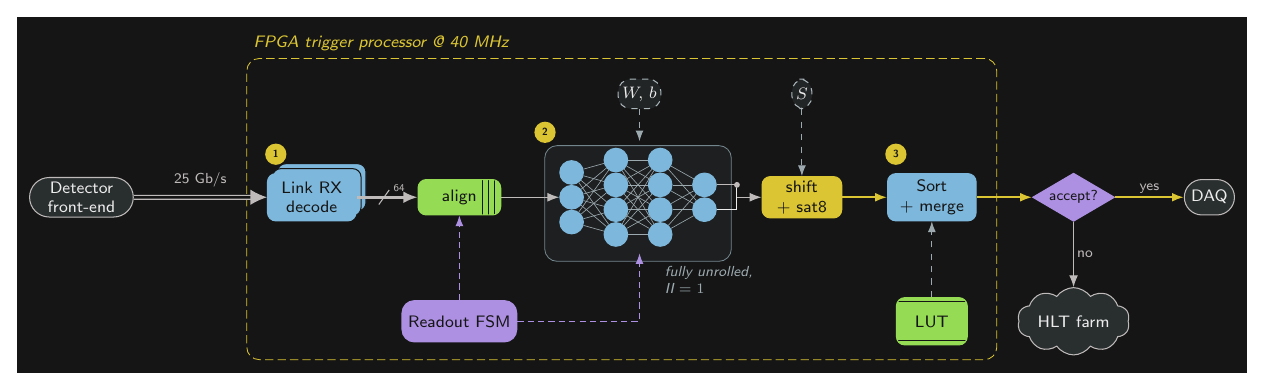 FPGA trigger processor @ 40 MHz
W, b
S
1
2
3
Detector
front-end
25 Gb/s
Link RX
decode
64
align
shift
+ sat8
Sort
+ merge
accept?
yes
DAQ
no
fully unrolled,
II = 1
Readout FSM
LUT
HLT farm